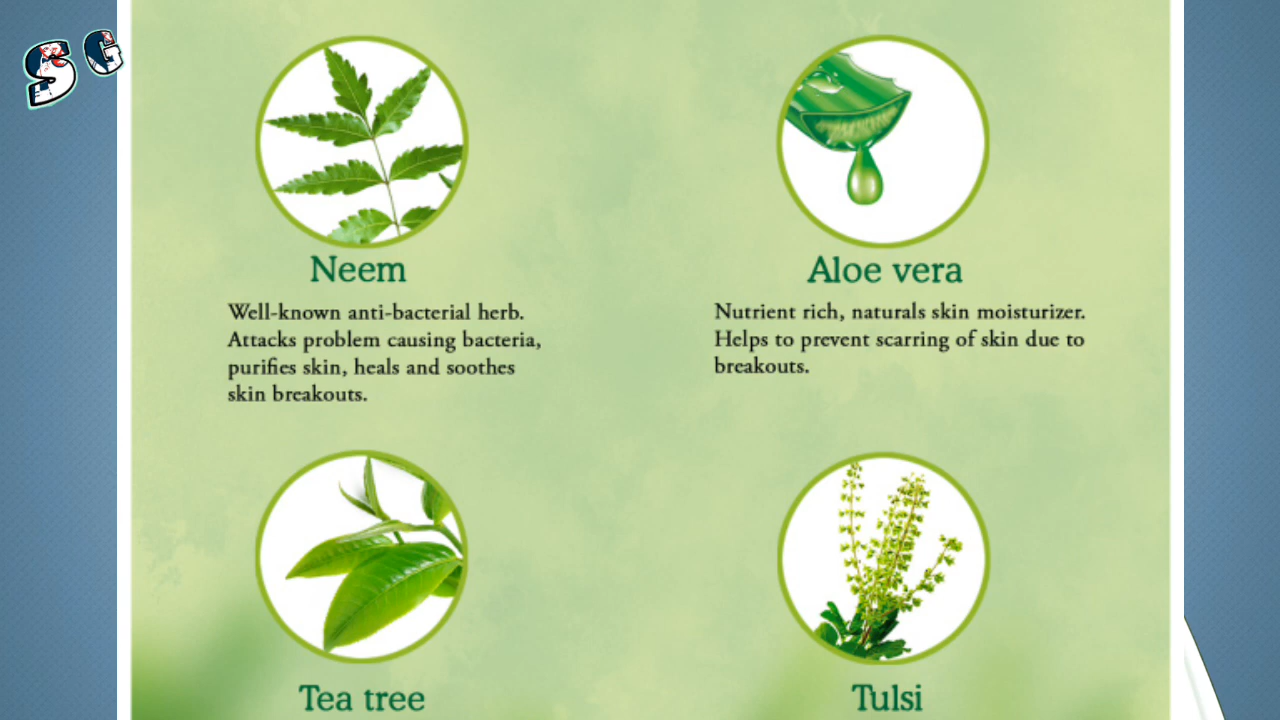 S G
Neem
Well-known anti-bacterial herb.
Attacks problem causing bacteria,
purifies skin, heals and soothes
skin breakouts.
Aloe vera
Nutrient rich, naturals skin moisturizer.
Helps to prevent scarring of skin due to
breakouts.
Tea tree
Tulsi